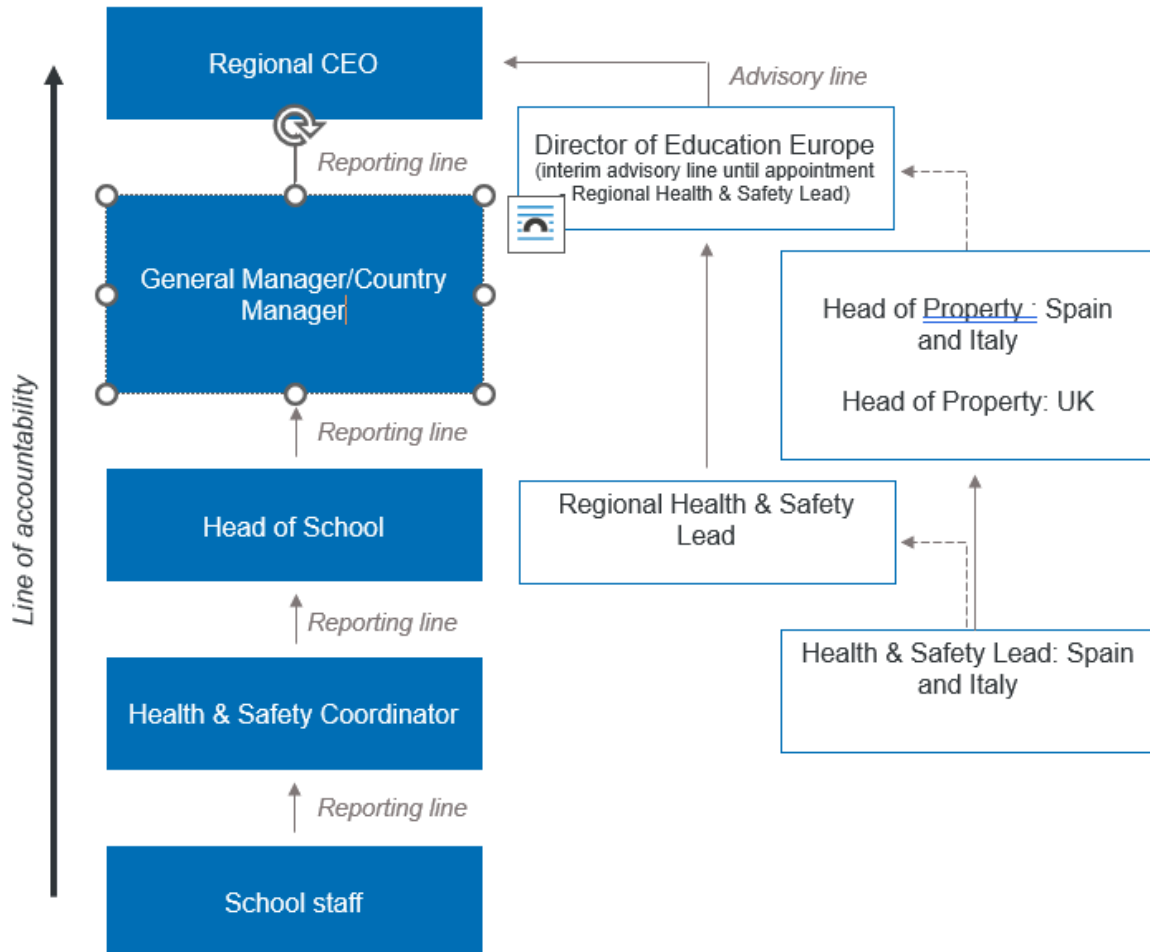 Regional CEO
Advisory line
Director of Education Europe
(interim advisory line until appointment
- Regional Health & Safety Lead)
Reporting line
General Manager/Country
Manager
Head of Property : Spain
and Italy
Head of Property: UK
Reporting line
Line of accountability
Head of School
Regional Health & Safety
Lead
Reporting line
Health & Safety Coordinator
Health & Safety Lead: Spain
and Italy
Reporting line
School staff